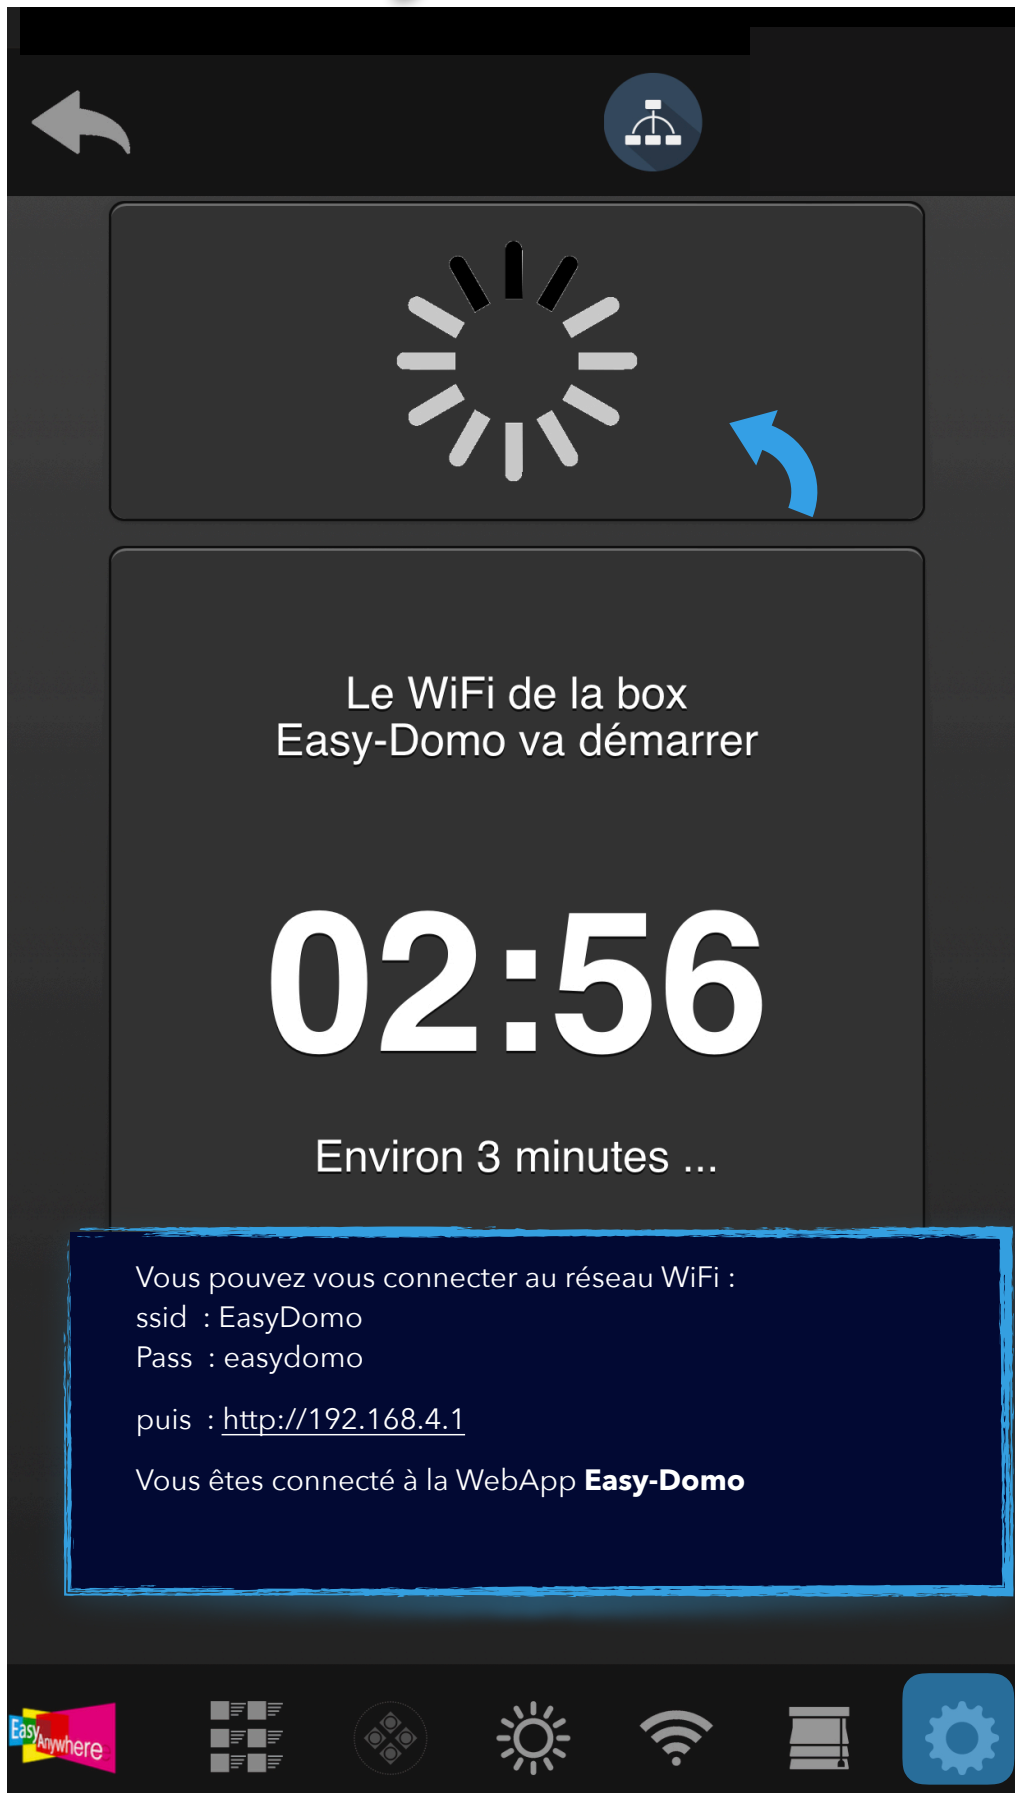 Le WiFi de la box
Easy-Domo va démarrer
02:56
Environ 3 minutes ...
Vous pouvez vous connecter au réseau WiFi :
ssid : EasyDomo
Pass : easydomo
puis : http://192.168.4.1
Vous êtes connecté à la WebApp Easy-Domo
Easy
Anywhere